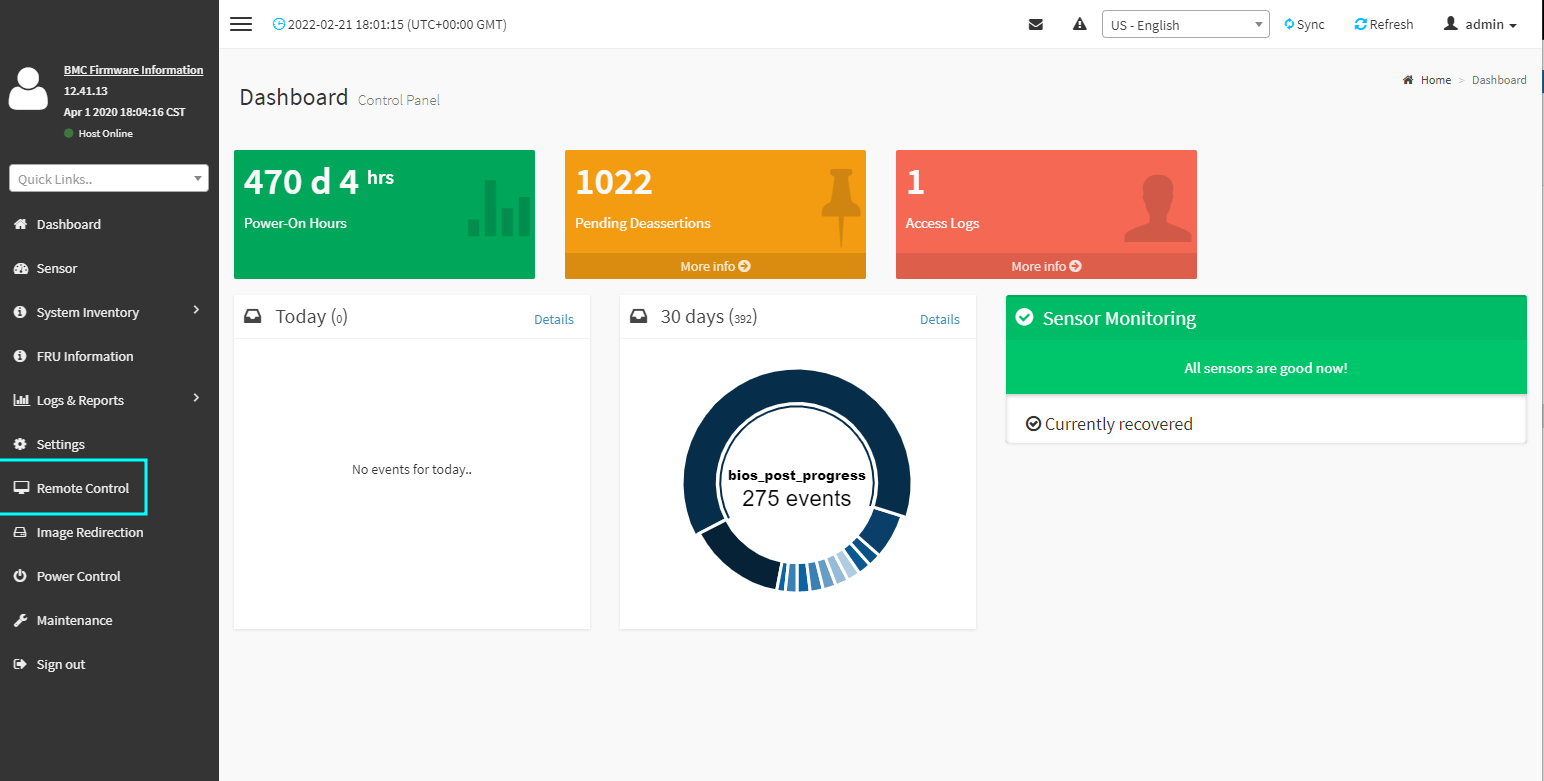 2022-02-21 18:01:15 (UTC+00:00 GMT)
US - English
Sync
Refresh
admin
BMC Firmware Information
12.41.13
Apr 1 2020 18:04:16 CST
Host Online
Quick Links..
Dashboard
Sensor
System Inventory
FRU Information
Logs & Reports
Settings
Remote Control
Image Redirection
Power Control
Maintenance
Sign out
Dashboard Control Panel
Home > Dashboard
470 d 4 hrs
Power-On Hours
1022
Pending Deassertions
More info
1
Access Logs
More info
Today (0)
Details
No events for today..
30 days (392)
Details
bios_post_progress
275 events
Sensor Monitoring
All sensors are good now!
Currently recovered